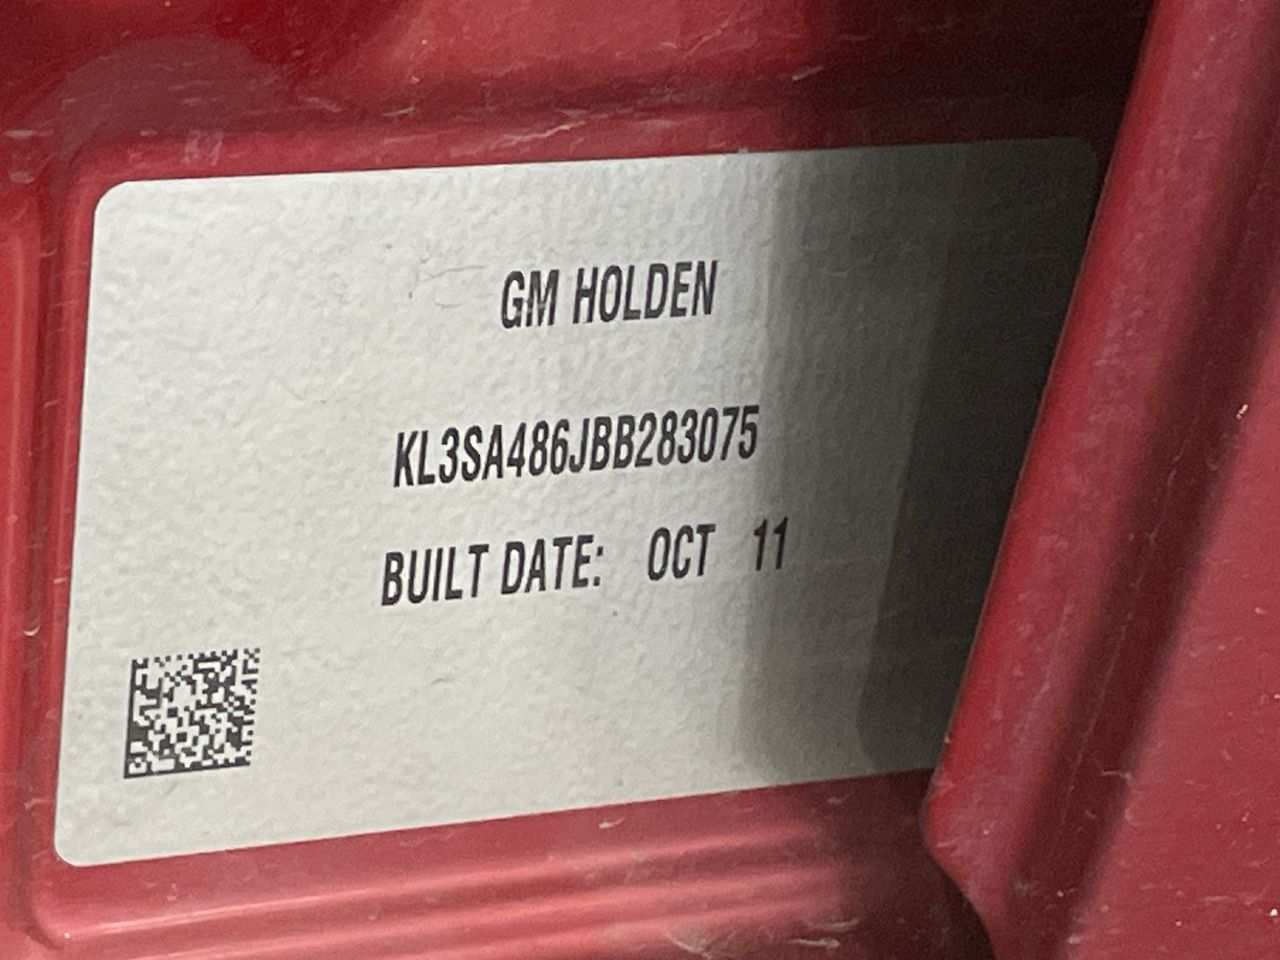 GM HOLDEN
KL3SA486JBB283075
BUILT DATE: OCT 11